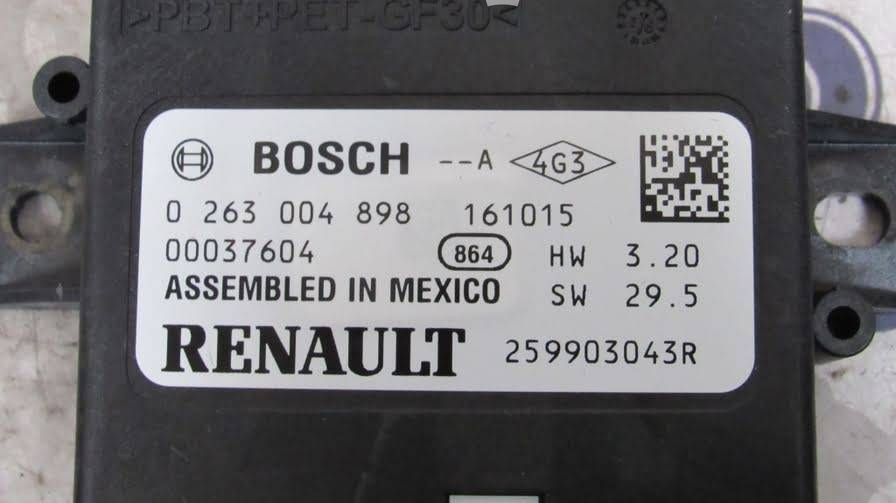 >PBT+PET-GF30<
BOSCH --A 4G3
0 263 004 898 161015
00037604 864 HW 3.20
ASSEMBLED IN MEXICO SW 29.5
RENAULT 259903043R